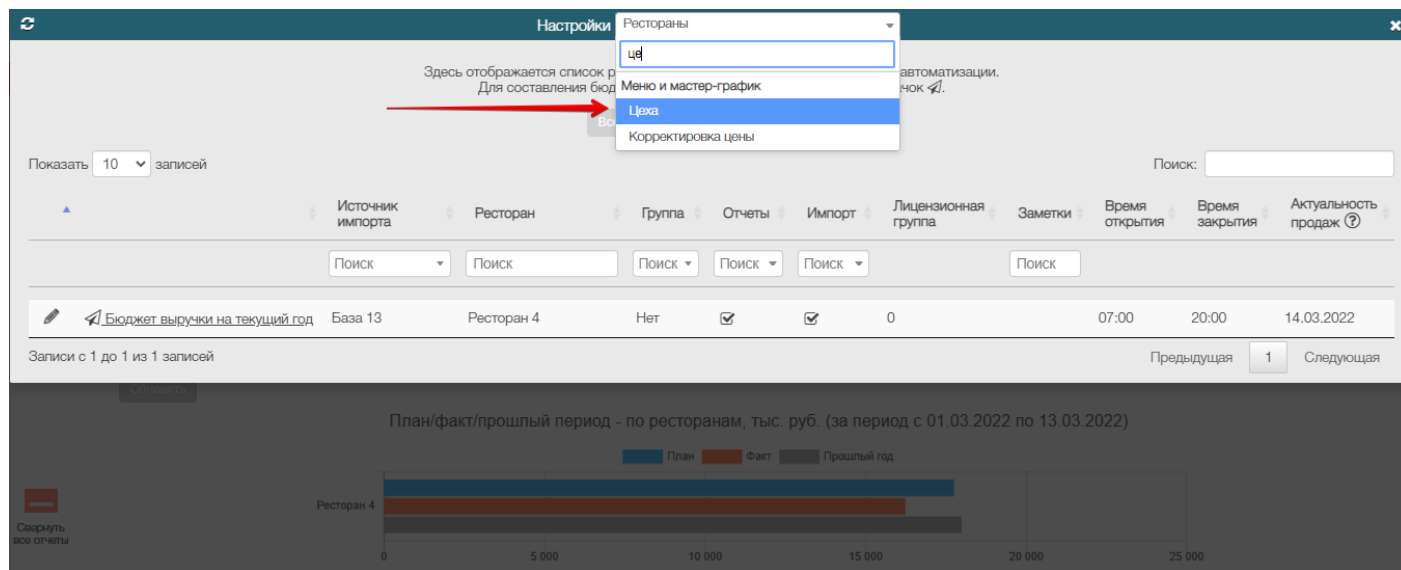 Настройки Рестораны
це
Здесь отображается список р автоматизации.
Меню и мастер-график
Для составления бюд чок
Цеха
Вс
Корректировка цены
Показать 10 записей Поиск:
Источник импорта Ресторан Группа Отчеты Импорт Лицензионная группа Заметки Время открытия Время закрытия Актуальность продаж ?
Поиск Поиск Поиск Поиск Поиск Поиск
Бюджет выручки на текущий год База 13 Ресторан 4 Нет 0 07:00 20:00 14.03.2022
Записи с 1 до 1 из 1 записей Предыдущая 1 Следующая
Обновить
План/факт/прошлый период - по ресторанам, тыс. руб. (за период с 01.03.2022 по 13.03.2022)
План Факт Прошлый год
Ресторан 4
Свернуть
все отчеты
0 5 000 10 000 15 000 20 000 25 000